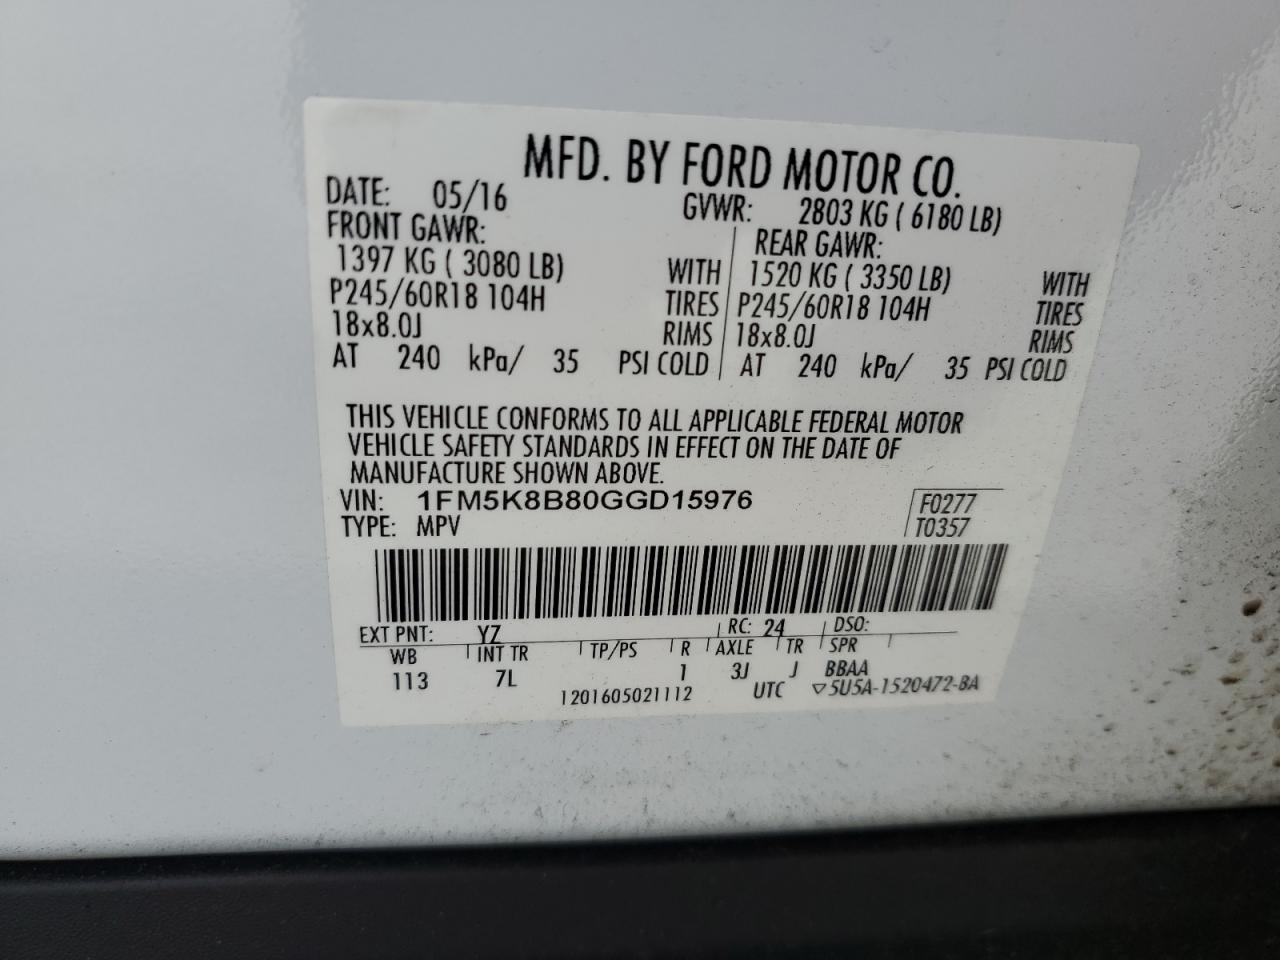 MFD. BY FORD MOTOR CO.
DATE: 05/16 GVWR: 2803 KG ( 6180 LB)
FRONT GAWR: REAR GAWR:
1397 KG ( 3080 LB) WITH 1520 KG ( 3350 LB) WITH
P245/60R18 104H TIRES P245/60R18 104H TIRES
18x8.0J RIMS 18x8.0J RIMS
AT 240 kPa/ 35 PSI COLD AT 240 kPa/ 35 PSI COLD
THIS VEHICLE CONFORMS TO ALL APPLICABLE FEDERAL MOTOR
VEHICLE SAFETY STANDARDS IN EFFECT ON THE DATE OF
MANUFACTURE SHOWN ABOVE.
VIN: 1FM5K8B80GGD15976 F0277
TYPE: MPV T0357
EXT PNT: YZ RC: 24 DSO:
WB INT TR TP/PS R AXLE TR SPR
113 7L 1 3J J BBAA
1201605021112 UTC ▽5U5A-1520472-BA